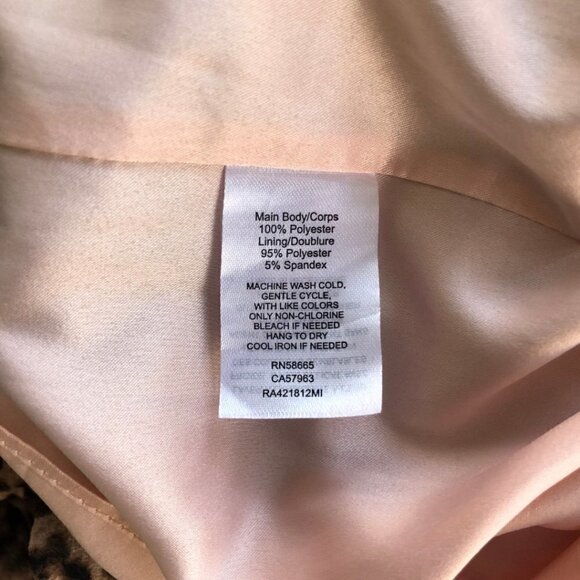 Main Body/Corps
100% Polyester
Lining/Doublure
95% Polyester
5% Spandex
MACHINE WASH COLD,
GENTLE CYCLE,
WITH LIKE COLORS
ONLY NON-CHLORINE
BLEACH IF NEEDED
HANG TO DRY
COOL IRON IF NEEDED
RN58665
CA57963
RA421812MI